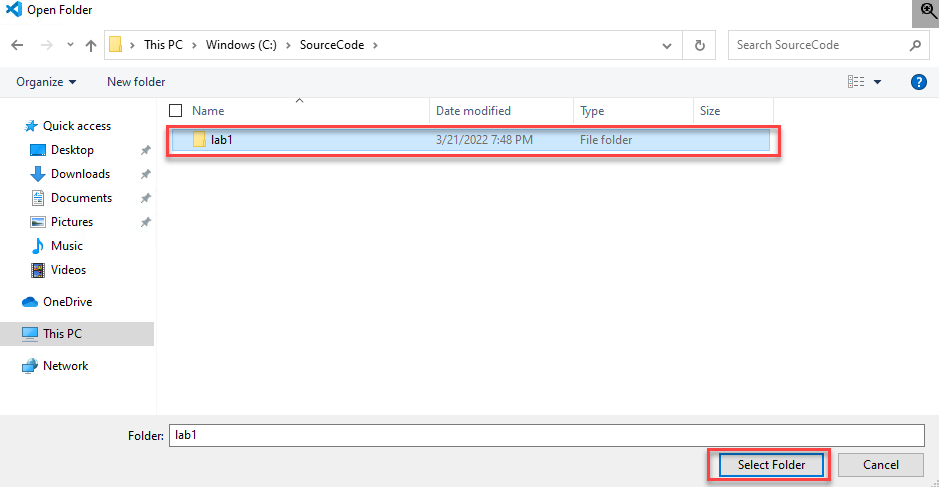 Open Folder
This PC > Windows (C:) > SourceCode >
Search SourceCode
Organize
New folder
Name Date modified Type Size
lab1 3/21/2022 7:48 PM File folder
Quick access
Desktop
Downloads
Documents
Pictures
Music
Videos
OneDrive
This PC
Network
Folder: lab1
Select Folder Cancel